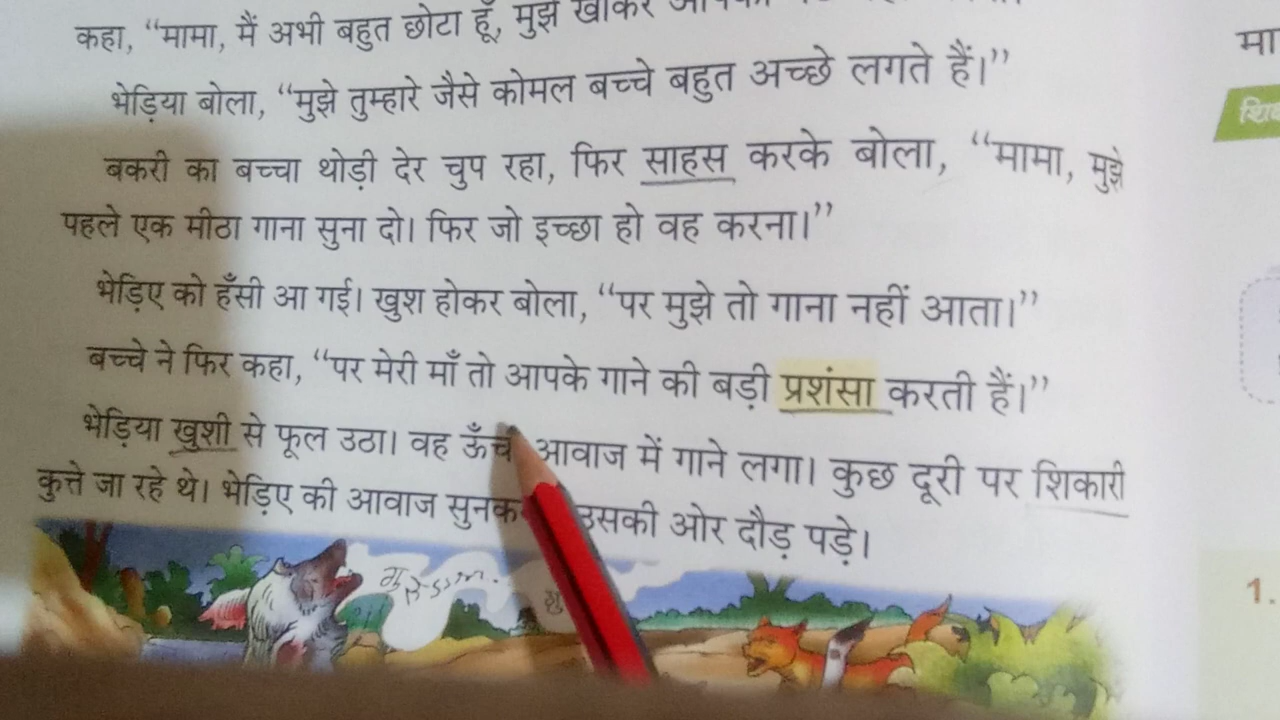 कहा, “मामा, मैं अभी बहुत छोटा हूँ, मुझे खाकर
भेड़िया बोला, “मुझे तुम्हारे जैसे कोमल बच्चे बहुत अच्छे लगते हैं।”
बकरी का बच्चा थोड़ी देर चुप रहा, फिर साहस करके बोला, “मामा, मुझे
पहले एक मीठा गाना सुना दो। फिर जो इच्छा हो वह करना।”
भेड़िए को हँसी आ गई। खुश होकर बोला, “पर मुझे तो गाना नहीं आता।”
बच्चे ने फिर कहा, “पर मेरी माँ तो आपके गाने की बड़ी प्रशंसा करती हैं।”
भेड़िया खुशी से फूल उठा। वह आवाज में गाने लगा। कुछ दूरी पर शिकारी
कुत्ते जा रहे थे। भेड़िए की आवाज उसकी ओर दौड़ पड़े।
मा
1.